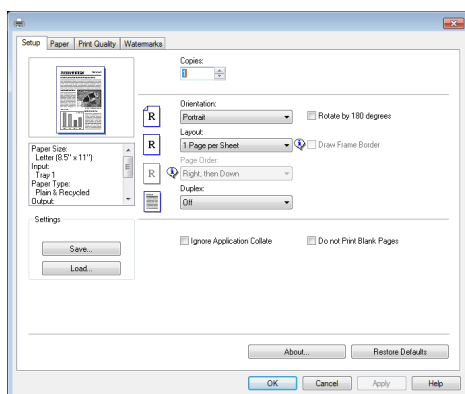 Setup
Paper
Print Quality
Watermarks
Copies:
1
Orientation:
Portrait
Rotate by 180 degrees
Layout:
1 Page per Sheet
Draw Frame Border
Page Order:
Right, then Down
Duplex:
Off
Paper Size:
Letter (8.5" x 11")
Input:
Tray 1
Paper Type:
Plain & Recycled
Output:
Settings
Save...
Load...
Ignore Application Collate
Do not Print Blank Pages
About...
Restore Defaults
OK
Cancel
Apply
Help
R
R
R